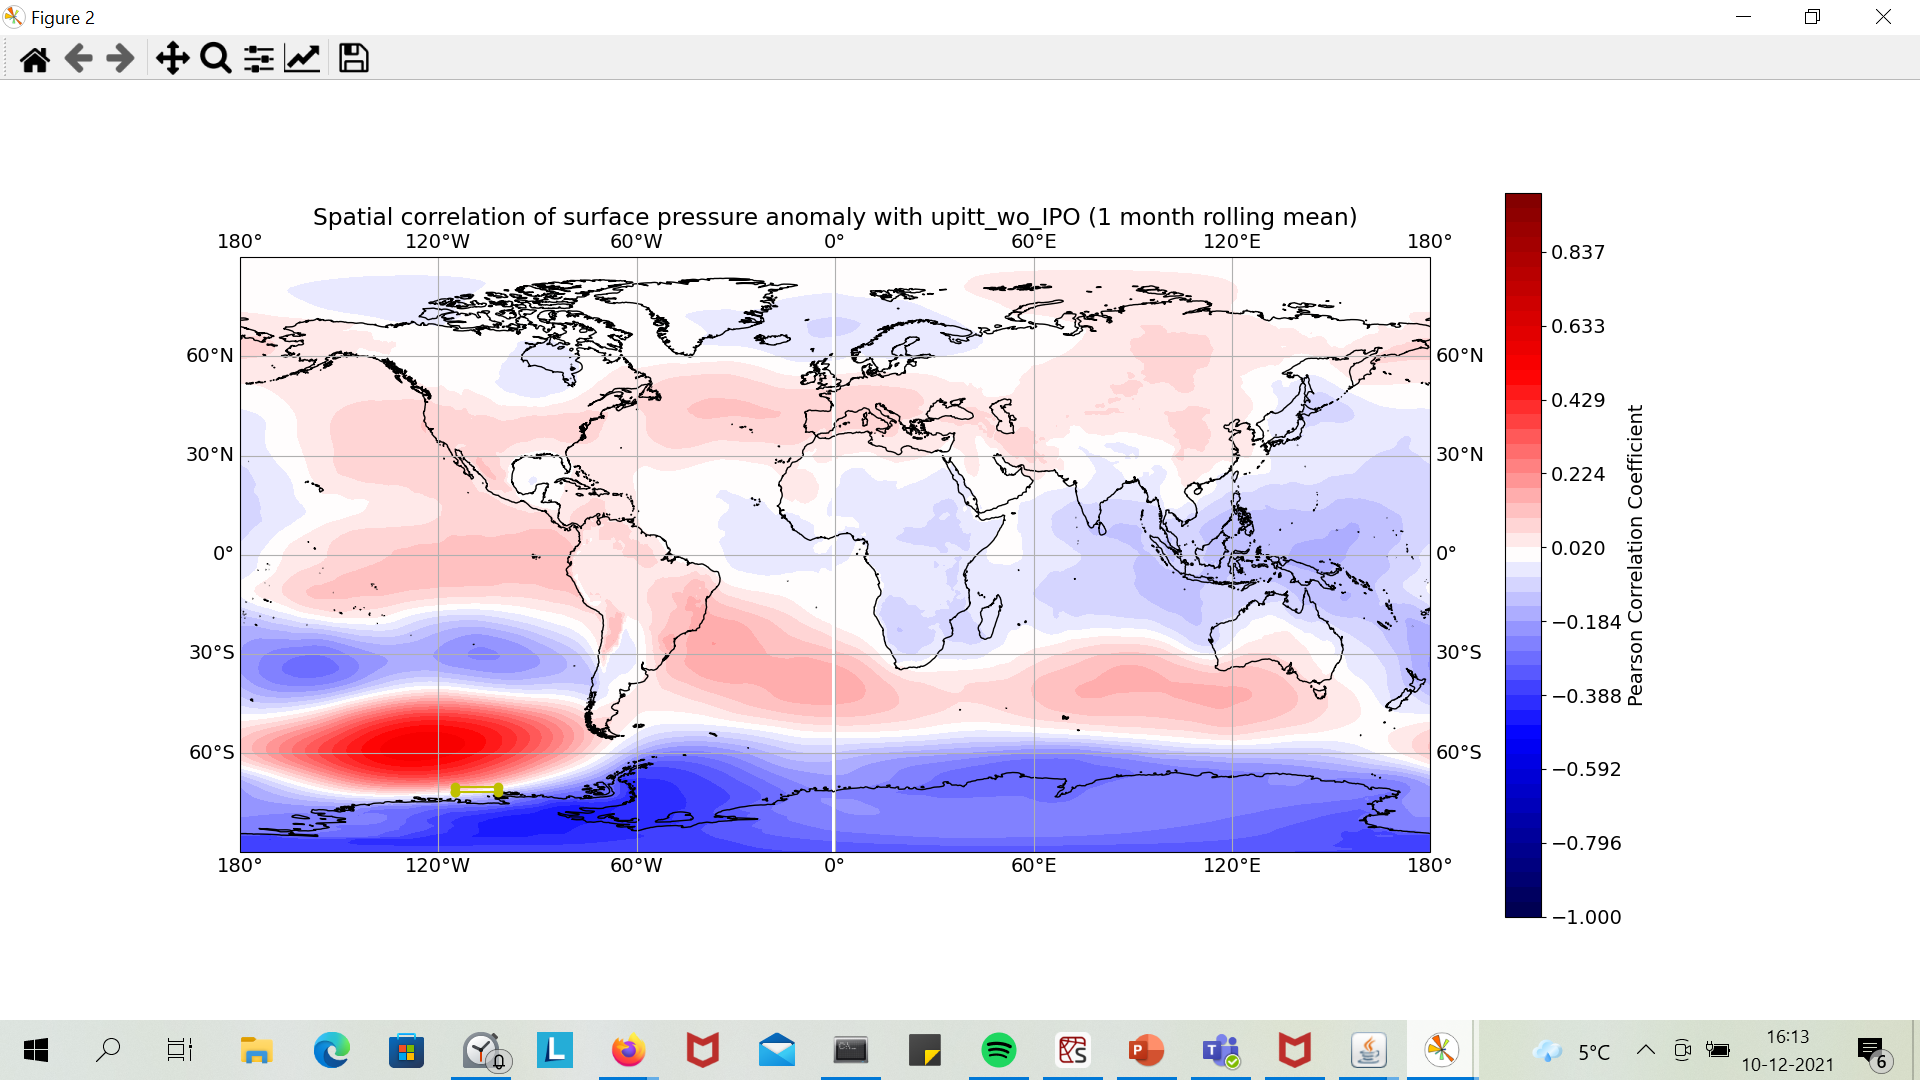 Figure 2
Spatial correlation of surface pressure anomaly with upitt_wo_IPO (1 month rolling mean)
180° 120°W 60°W 0° 60°E 120°E 180°
60°N 60°N
30°N 30°N
0° 0°
30°S 30°S
60°S 60°S
180° 120°W 60°W 0° 60°E 120°E 180°
0.837
0.633
0.429
0.224
0.020
−0.184
−0.388
−0.592
−0.796
−1.000
Pearson Correlation Coefficient
L
C:\_
P
T
5°C
16:13
10-12-2021
6